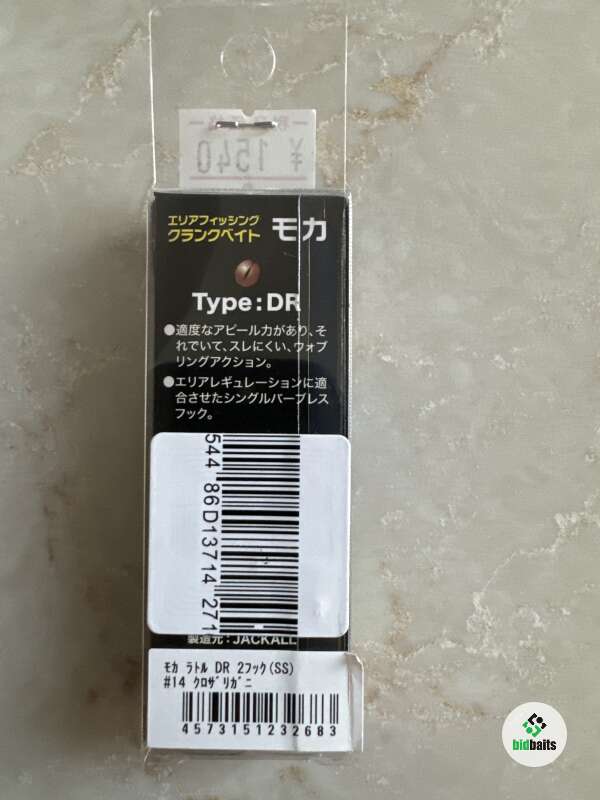 ¥1540
エリアフィッシング
クランクベイト モカ
Type:DR
●適度なアピール力があり、そ
れでいて、スレにくい、ウォブ
リングアクション。
●エリアレギュレーションに適
合させたシングルバーブレス
フック。
544 86D13714 271
製造元:JACKALL
モカ ラトル DR 2フック(SS)
#14 クロザリガニ
4573151232683
bidbaits